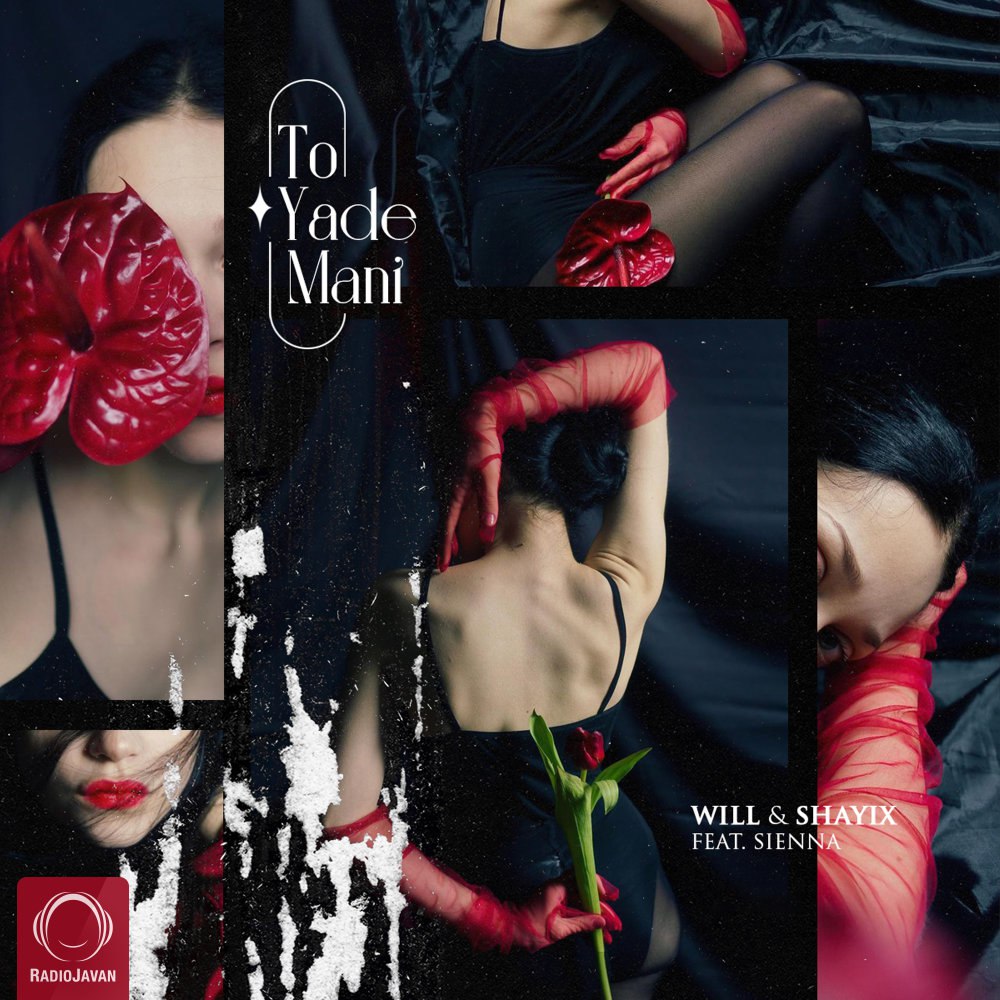 To
Yade
Mani
WILL & SHAYIX
FEAT. SIENNA
RADIOJAVAN